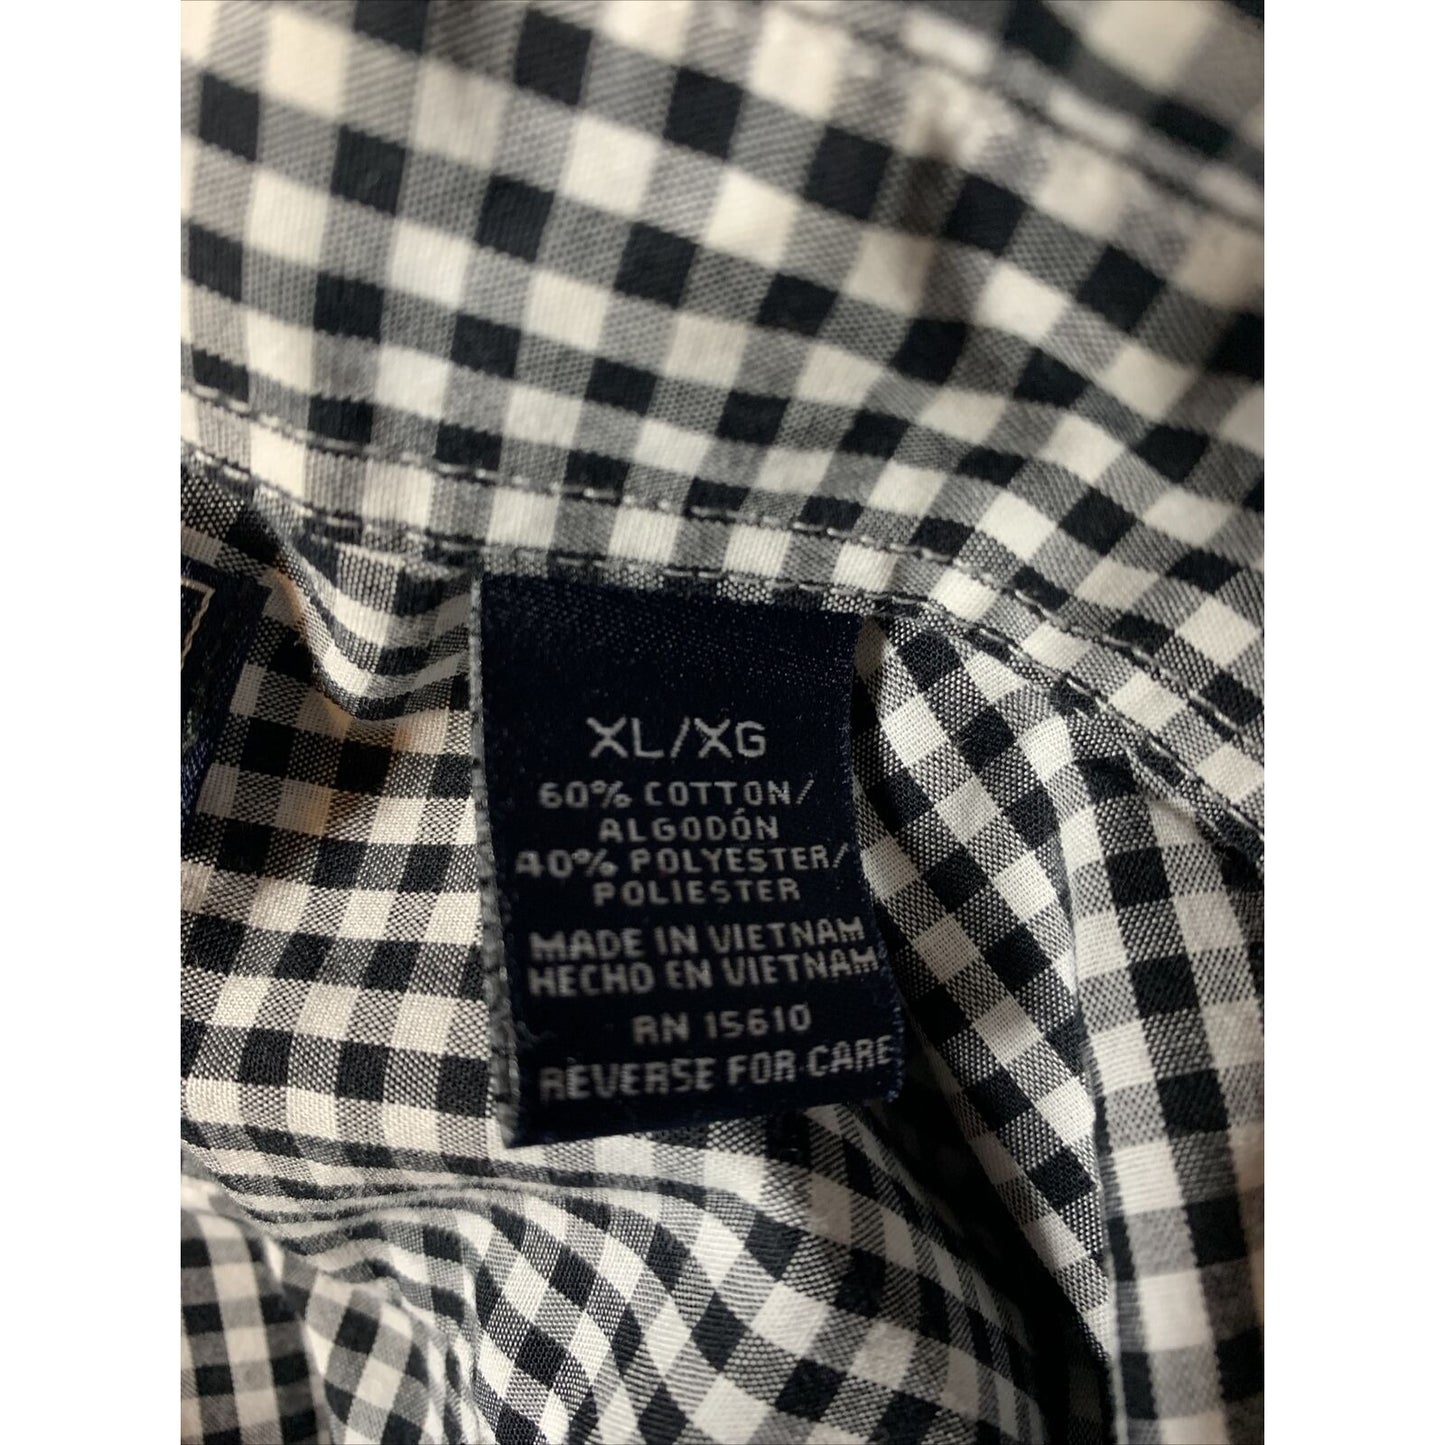 XL/XG
60% COTTON/
ALGODÓN
40% POLYESTER/
POLIESTER
MADE IN VIETNAM
HECHO EN VIETNAM
RN 15610
REVERSE FOR CARE